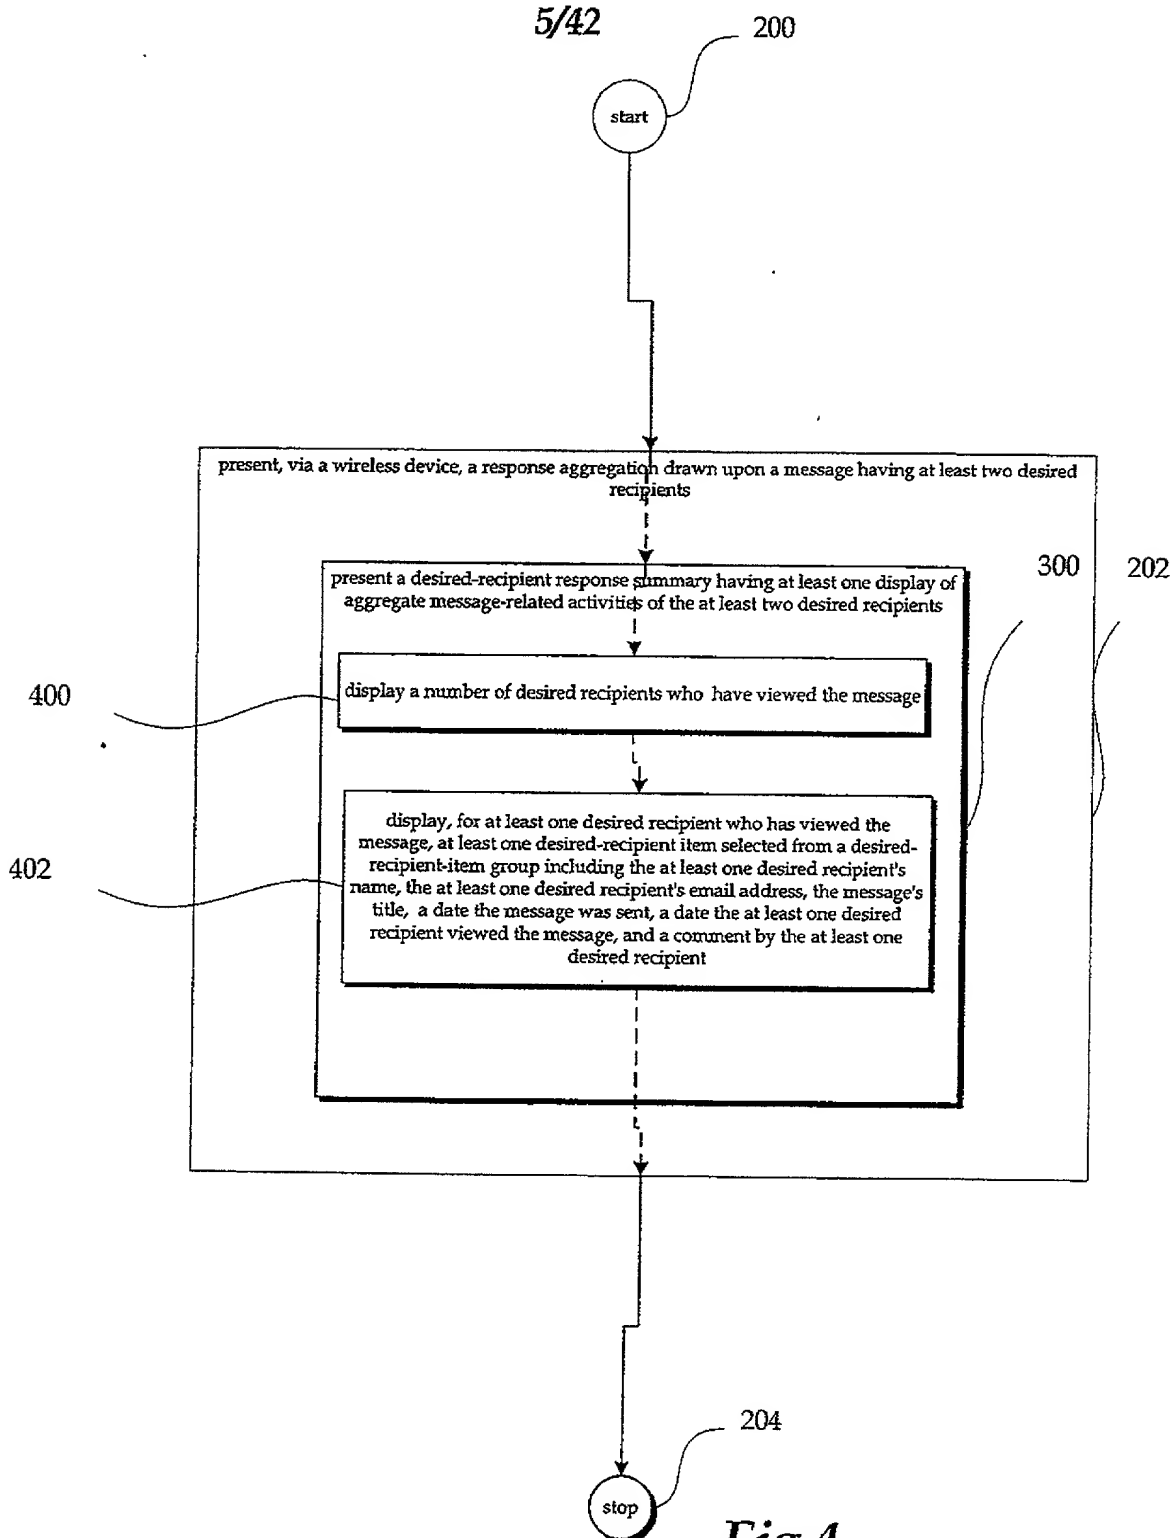 5/42
200
start
present, via a wireless device, a response aggregation drawn upon a message having at least two desired
recipients
300
202
present a desired-recipient response summary having at least one display of
aggregate message-related activities of the at least two desired recipients
400
display a number of desired recipients who have viewed the message
402
display, for at least one desired recipient who has viewed the
message, at least one desired-recipient item selected from a desired-
recipient-item group including the at least one desired recipient's
name, the at least one desired recipient's email address, the message's
title, a date the message was sent, a date the at least one desired
recipient viewed the message, and a comment by the at least one
desired recipient
204
stop
Fig 4